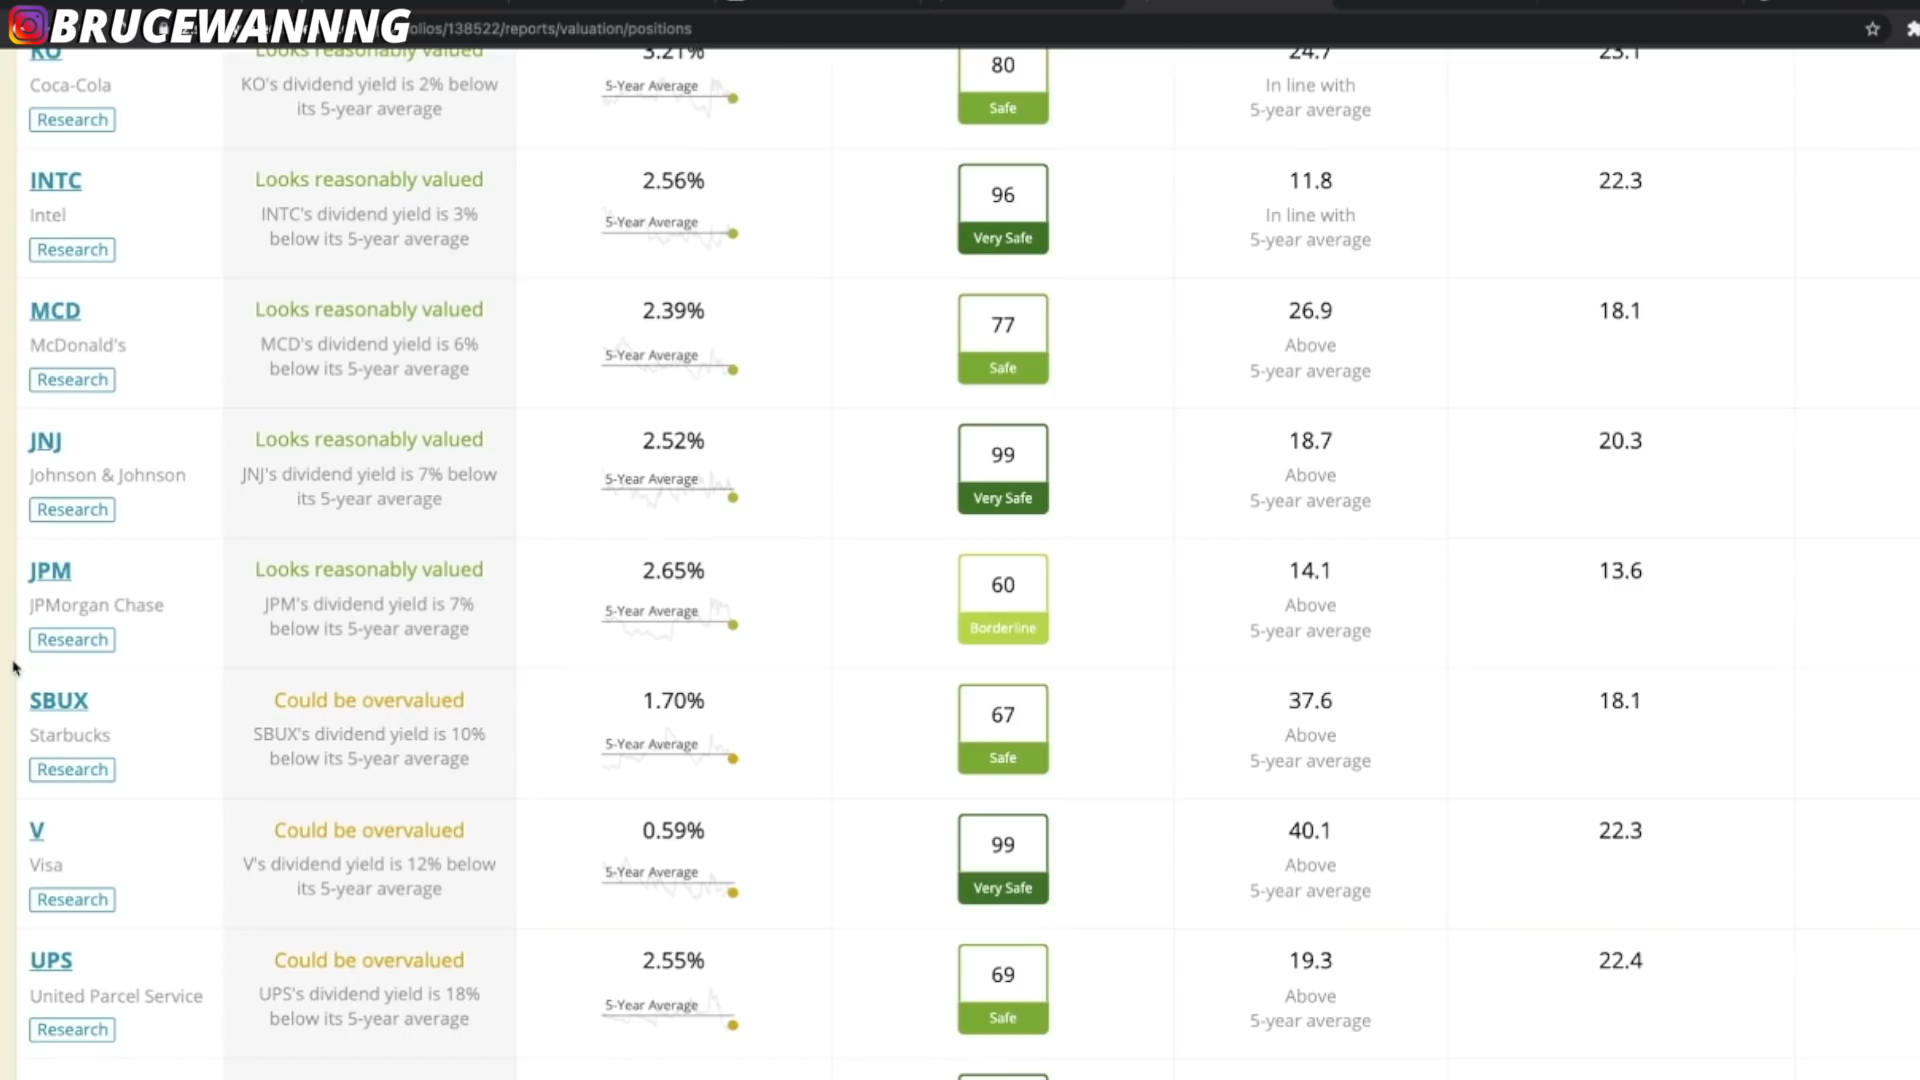 BRUCEWANNNG
olios/138522/reports/valuation/positions
KO
Looks reasonably valued
3.21%
80
24.7
23.1
Coca-Cola
KO's dividend yield is 2% below
its 5-year average
5-Year Average
Safe
In line with
5-year average
Research
INTC
Looks reasonably valued
2.56%
96
11.8
22.3
Intel
INTC's dividend yield is 3%
below its 5-year average
5-Year Average
Very Safe
In line with
5-year average
Research
MCD
Looks reasonably valued
2.39%
77
26.9
18.1
McDonald's
MCD's dividend yield is 6%
below its 5-year average
5-Year Average
Safe
Above
5-year average
Research
JNJ
Looks reasonably valued
2.52%
99
18.7
20.3
Johnson & Johnson
JNJ's dividend yield is 7% below
its 5-year average
5-Year Average
Very Safe
Above
5-year average
Research
JPM
Looks reasonably valued
2.65%
60
14.1
13.6
JPMorgan Chase
JPM's dividend yield is 7%
below its 5-year average
5-Year Average
Borderline
Above
5-year average
Research
SBUX
Could be overvalued
1.70%
67
37.6
18.1
Starbucks
SBUX's dividend yield is 10%
below its 5-year average
5-Year Average
Safe
Above
5-year average
Research
V
Could be overvalued
0.59%
99
40.1
22.3
Visa
V's dividend yield is 12% below
its 5-year average
5-Year Average
Very Safe
Above
5-year average
Research
UPS
Could be overvalued
2.55%
69
19.3
22.4
United Parcel Service
UPS's dividend yield is 18%
below its 5-year average
5-Year Average
Safe
Above
5-year average
Research